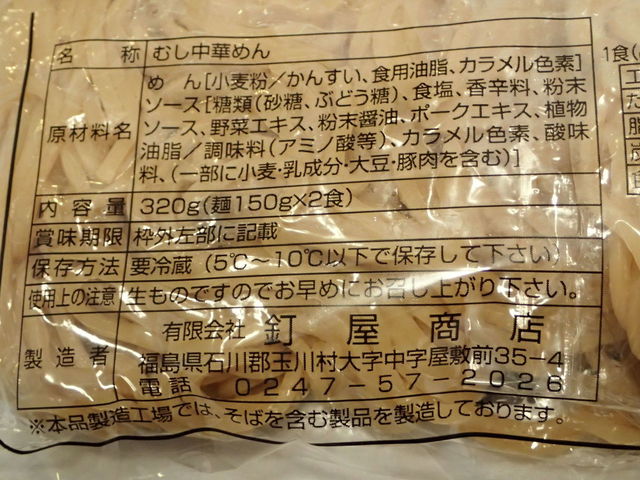 名称 むし中華めん
原材料名 めん[小麦粉/かんすい、食用油脂、カラメル色素]
ソース[糖類(砂糖、ぶどう糖)、食塩、香辛料、粉末
ソース、野菜エキス、粉末醤油、ポークエキス、植物
油脂/調味料(アミノ酸等)、カラメル色素、酸味
料、(一部に小麦・乳成分・大豆・豚肉を含む)]
内容量 320g(麺150g×2食)
賞味期限 枠外左部に記載
保存方法 要冷蔵(5℃~10℃以下で保存して下さい)
使用上の注意 生ものですのでお早めにお召し上がり下さい。
製造者 有限会社 釘屋商店
福島県石川郡玉川村大字中字屋敷前35-4
電話 0247-57-2026
※本品製造工場では、そばを含む製品を製造しております。
1食(